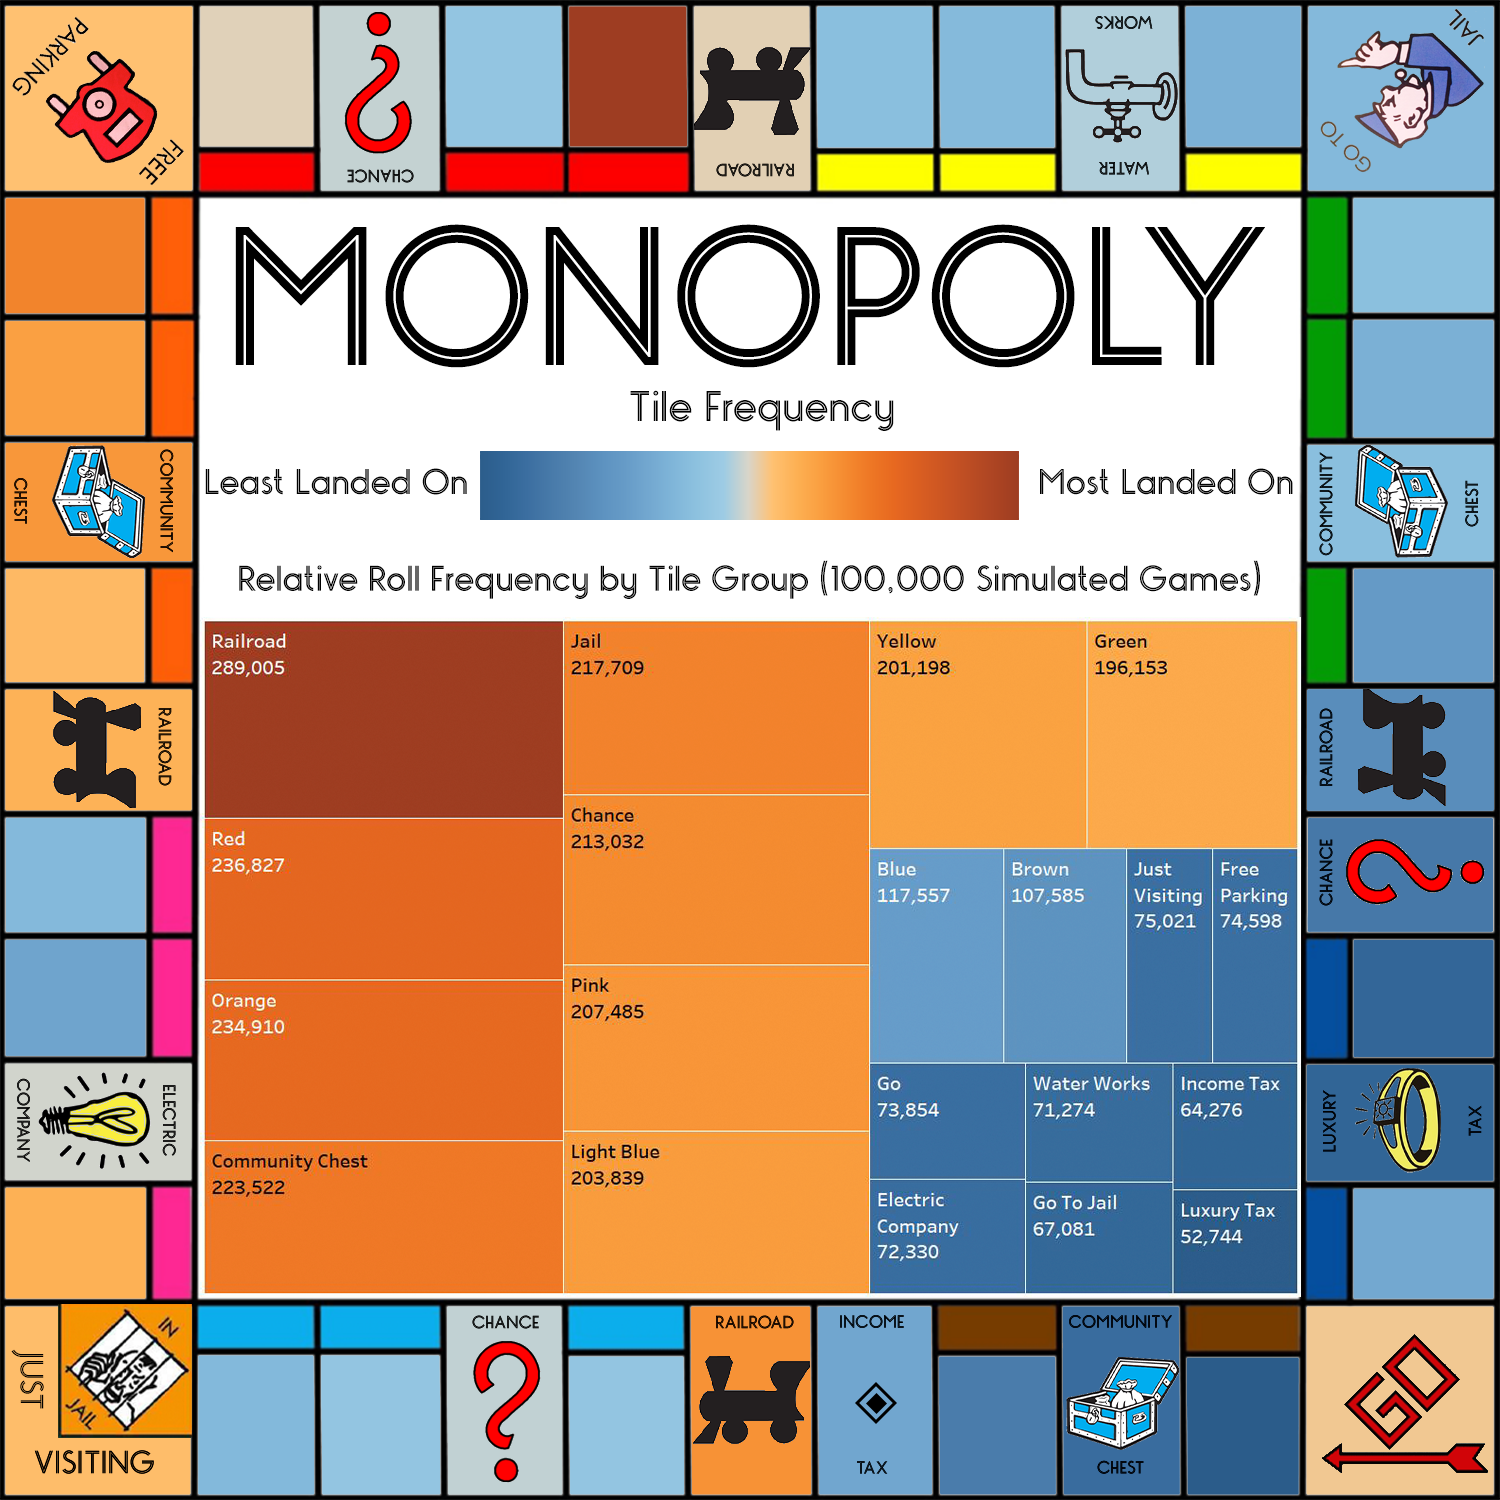 PARKING
FREE
CHANCE
RAILROAD
WORKS
WATER
JAIL
GO TO
MONOPOLY
Tile Frequency
Least Landed On
Most Landed On
Relative Roll Frequency by Tile Group (100,000 Simulated Games)
Railroad
289,005
Red
236,827
Orange
234,910
Community Chest
223,522
Jail
217,709
Chance
213,032
Pink
207,485
Light Blue
203,839
Yellow
201,198
Green
196,153
Blue
117,557
Brown
107,585
Just
Visiting
75,021
Free
Parking
74,598
Go
73,854
Electric
Company
72,330
Water Works
71,274
Go To Jail
67,081
Income Tax
64,276
Luxury Tax
52,744
COMMUNITY
CHEST
RAILROAD
ELECTRIC
COMPANY
COMMUNITY
CHEST
RAILROAD
CHANCE
LUXURY
TAX
JUST
VISITING
IN
JAIL
CHANCE
RAILROAD
INCOME
TAX
COMMUNITY
CHEST
GO